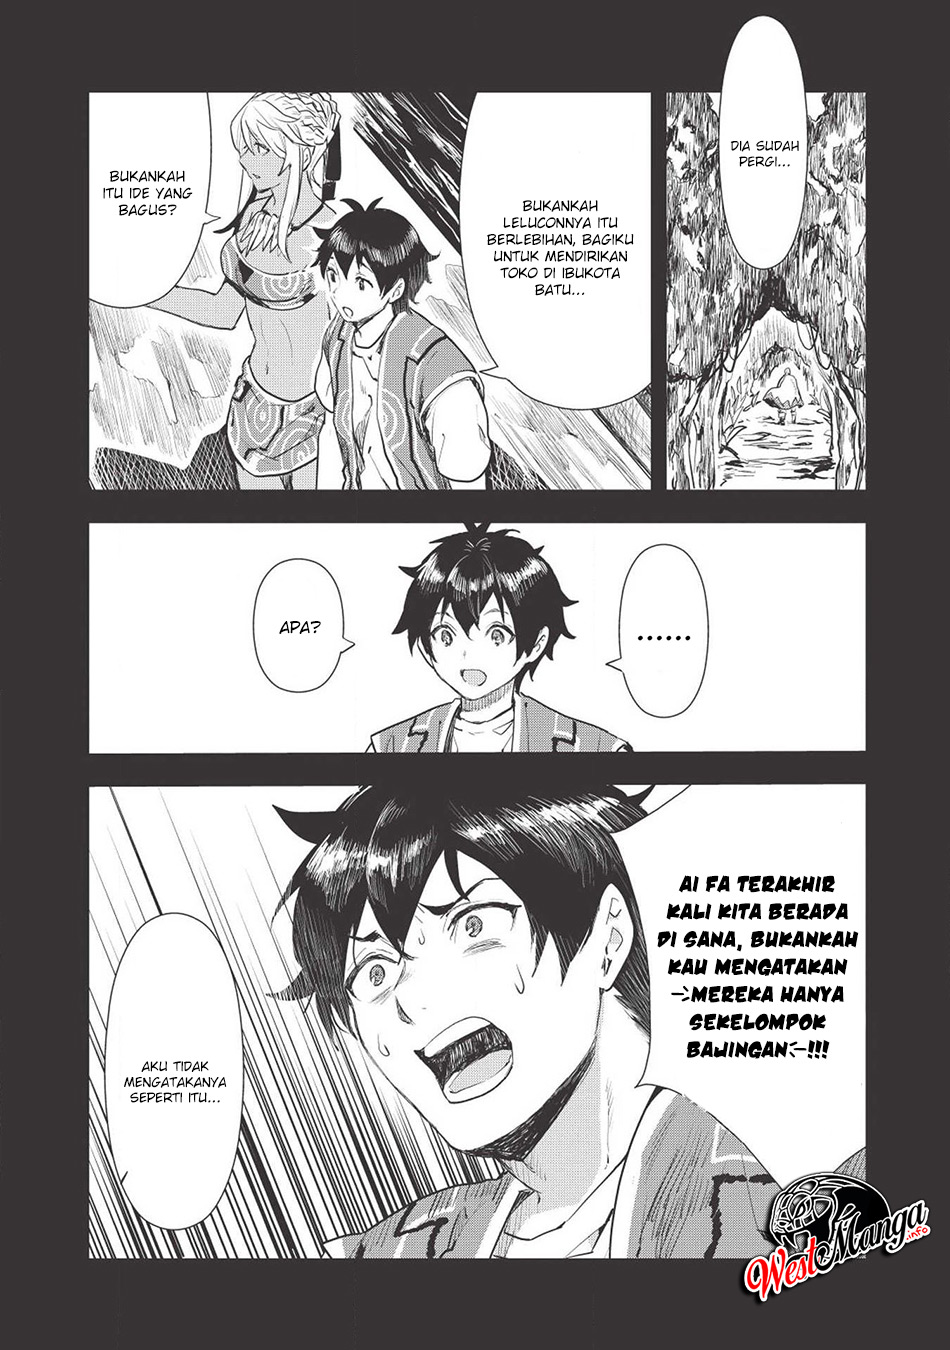 DIA SUDAH
PERGI...
BUKANKAH
LELUCONNYA ITU
BERLEBIHAN, BAGIKU
UNTUK MENDIRIKAN
TOKO DI IBUKOTA
BATU...
BUKANKAH
ITU IDE YANG
BAGUS?
......
APA?
AI FA TERAKHIR
KALI KITA BERADA
DI SANA, BUKANKAH
KAU MENGATAKAN
->MEREKA HANYA
SEKELOMPOK
BAJINGAN<-!!!
AKU TIDAK
MENGATAKANYA
SEPERTI ITU...
WESTMANGA
.info